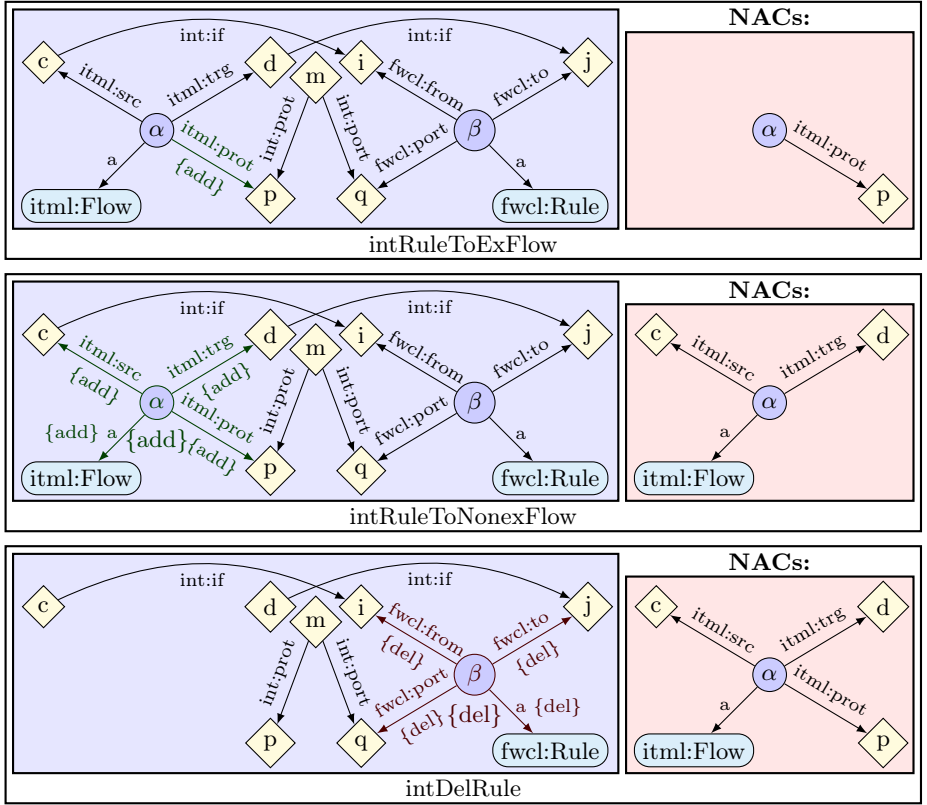 NACs:
int:if
int:if
c
d
i
j
m
itml:src
itml:trg
fwcl:from
fwcl:to
α
β
α
itml:prot
{add}
int:prot
int:port
fwcl:port
itml:prot
a
a
itml:Flow
p
q
fwcl:Rule
p
intRuleToExFlow
NACs:
int:if
int:if
c
d
i
j
c
d
m
itml:src
{add}
itml:trg
{add}
fwcl:from
fwcl:to
itml:src
itml:trg
α
β
α
itml:prot
int:prot
int:port
fwcl:port
{add} a {add} {add}
a
a
itml:Flow
p
q
fwcl:Rule
itml:Flow
intRuleToNonexFlow
NACs:
int:if
int:if
c
d
i
j
c
d
m
fwcl:from
{del}
fwcl:to
{del}
itml:src
itml:trg
β
α
int:prot
int:port
fwcl:port
itml:prot
{del} {del} a {del}
a
p
q
fwcl:Rule
itml:Flow
p
intDelRule